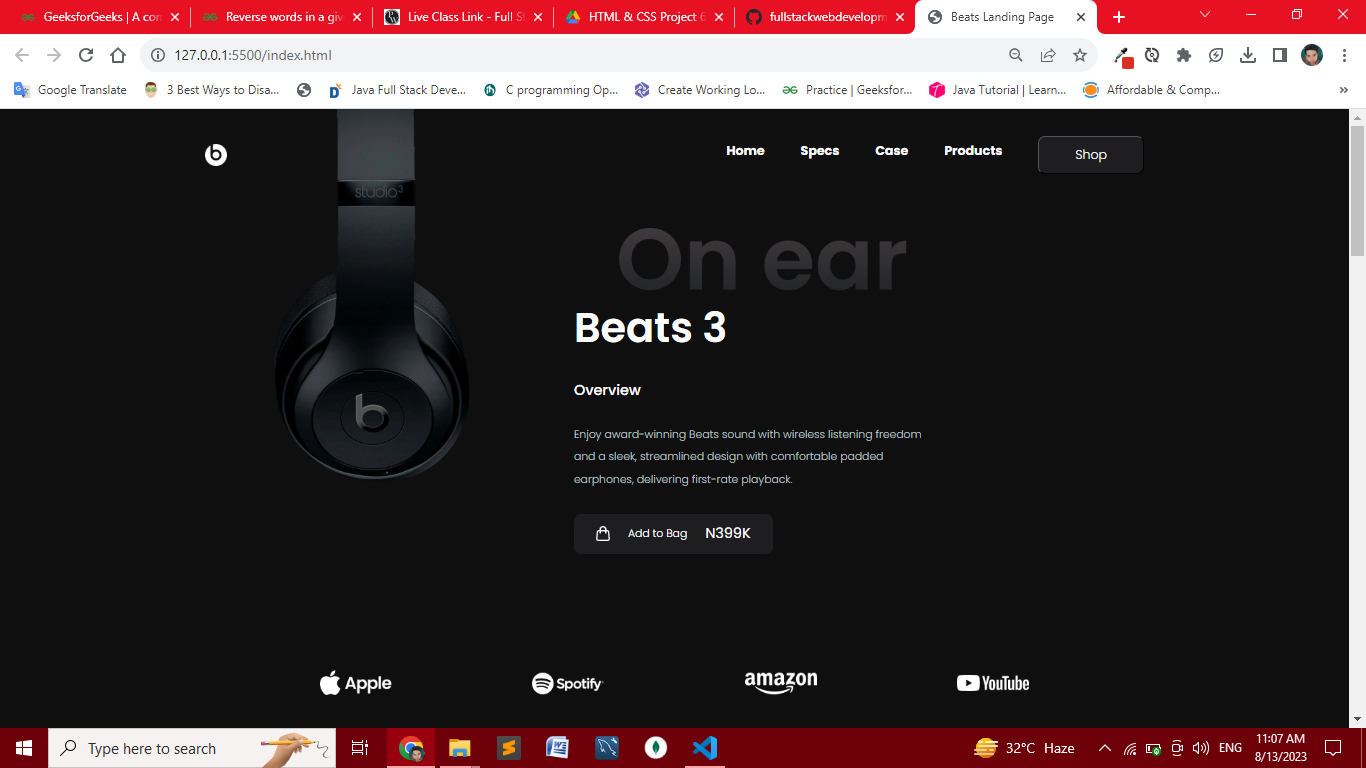 GeeksforGeeks | A com
Reverse words in a giv
Live Class Link - Full St
HTML & CSS Project 6
fullstackwebdevelopm
Beats Landing Page
127.0.0.1:5500/index.html
Google Translate
3 Best Ways to Disa...
Java Full Stack Deve...
C programming Op...
Create Working Lo...
Practice | Geeksfor...
Java Tutorial | Learn...
Affordable & Comp...
»
b
Home
Specs
Case
Products
Shop
studio³
On ear
Beats 3
Overview
Enjoy award-winning Beats sound with wireless listening freedom
and a sleek, streamlined design with comfortable padded
earphones, delivering first-rate playback.
b
Add to Bag N399K
Apple
Spotify
amazon
YouTube
Type here to search
32°C Haze
ENG
11:07 AM
8/13/2023